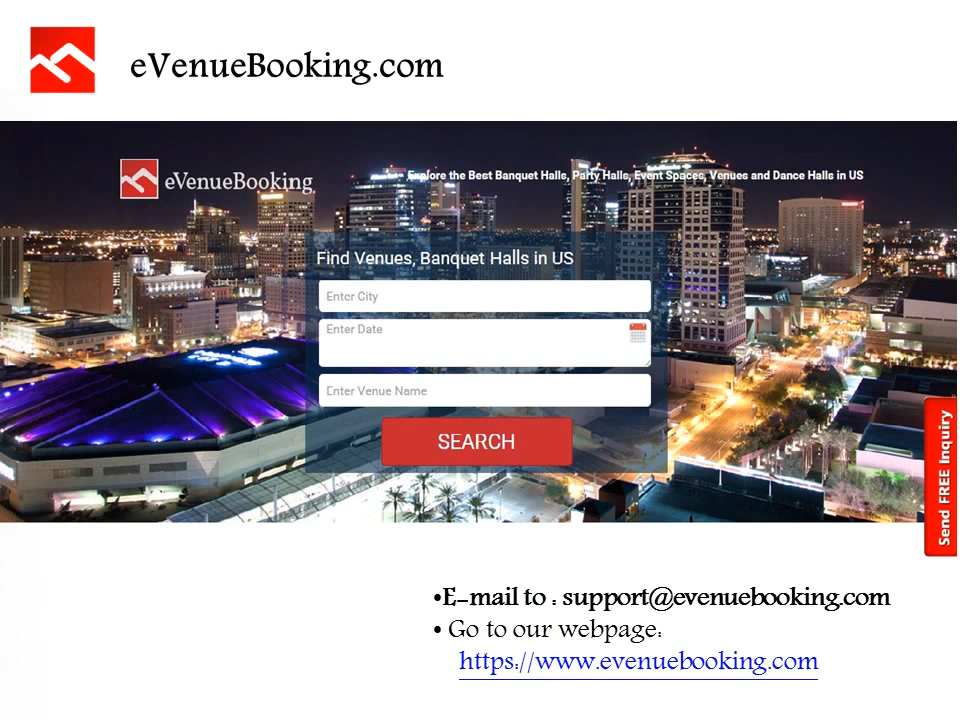 eVenueBooking.com
eVenueBooking
Explore the Best Banquet Halls, Party Halls, Event Spaces, Venues and Dance Halls in US
Find Venues, Banquet Halls in US
Enter City
Enter Date
Enter Venue Name
SEARCH
Send FREE Inquiry
•E-mail to : support@evenuebooking.com
• Go to our webpage:
https://www.evenuebooking.com